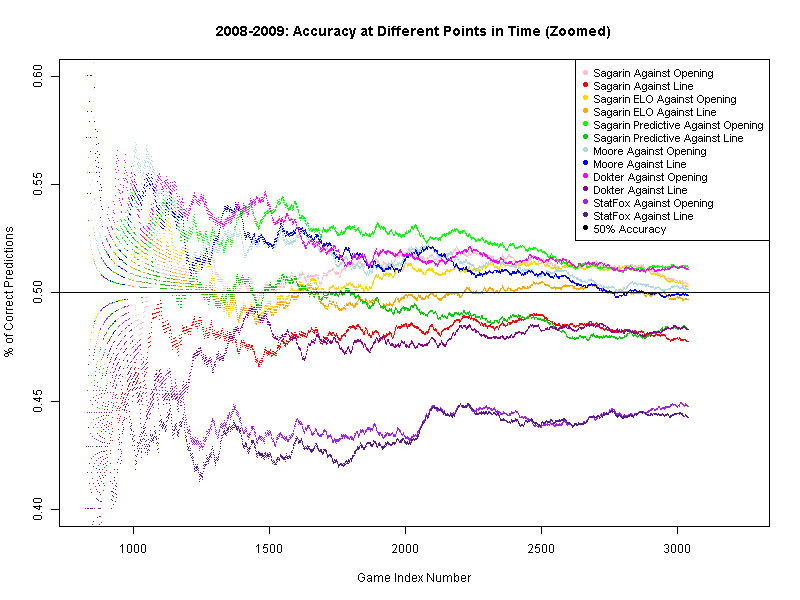 2008-2009: Accuracy at Different Points in Time (Zoomed)
Sagarin Against Opening
Sagarin Against Line
Sagarin ELO Against Opening
Sagarin ELO Against Line
Sagarin Predictive Against Opening
Sagarin Predictive Against Line
Moore Against Opening
Moore Against Line
Dokter Against Opening
Dokter Against Line
StatFox Against Opening
StatFox Against Line
50% Accuracy
% of Correct Predictions
0.60
0.55
0.50
0.45
0.40
1000 1500 2000 2500 3000
Game Index Number